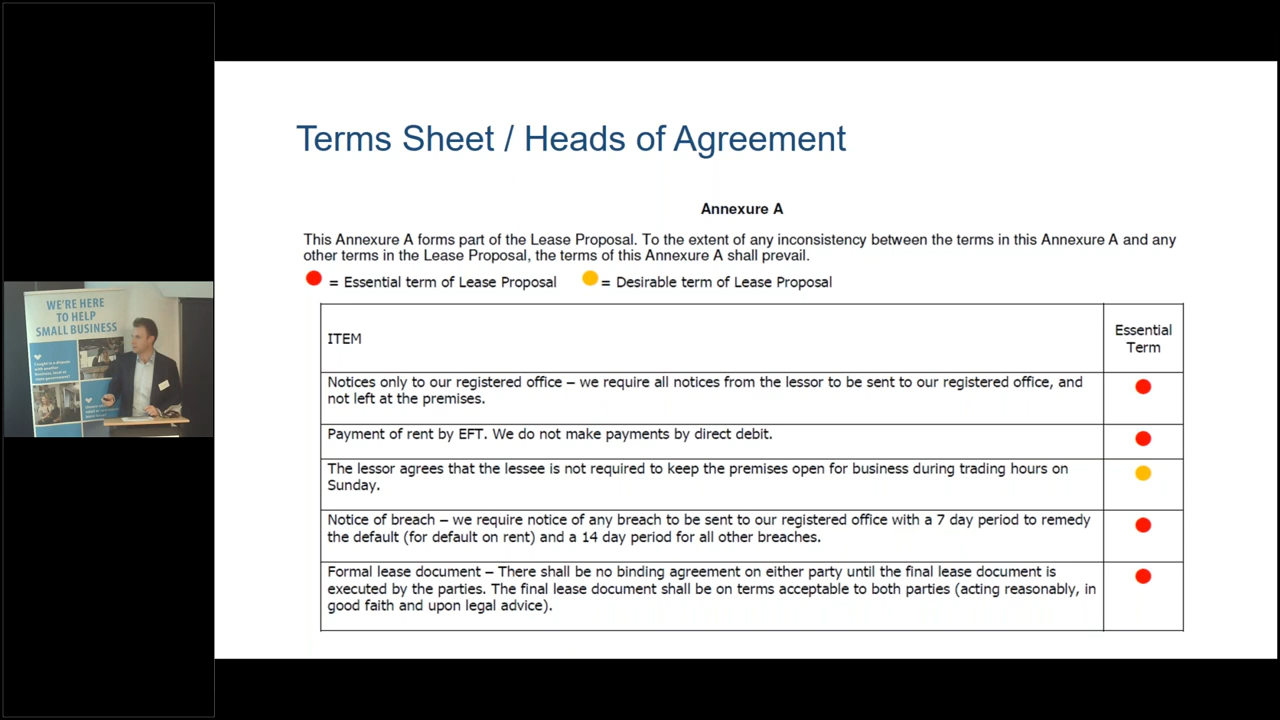 Terms Sheet / Heads of Agreement
Annexure A
This Annexure A forms part of the Lease Proposal. To the extent of any inconsistency between the terms in this Annexure A and any
other terms in the Lease Proposal, the terms of this Annexure A shall prevail.
= Essential term of Lease Proposal = Desirable term of Lease Proposal
ITEM
Essential
Term
Notices only to our registered office – we require all notices from the lessor to be sent to our registered office, and
not left at the premises.
Payment of rent by EFT. We do not make payments by direct debit.
The lessor agrees that the lessee is not required to keep the premises open for business during trading hours on
Sunday.
Notice of breach – we require notice of any breach to be sent to our registered office with a 7 day period to remedy
the default (for default on rent) and a 14 day period for all other breaches.
Formal lease document – There shall be no binding agreement on either party until the final lease document is
executed by the parties. The final lease document shall be on terms acceptable to both parties (acting reasonably, in
good faith and upon legal advice).
WE'RE HERE
TO HELP
SMALL BUSINESS